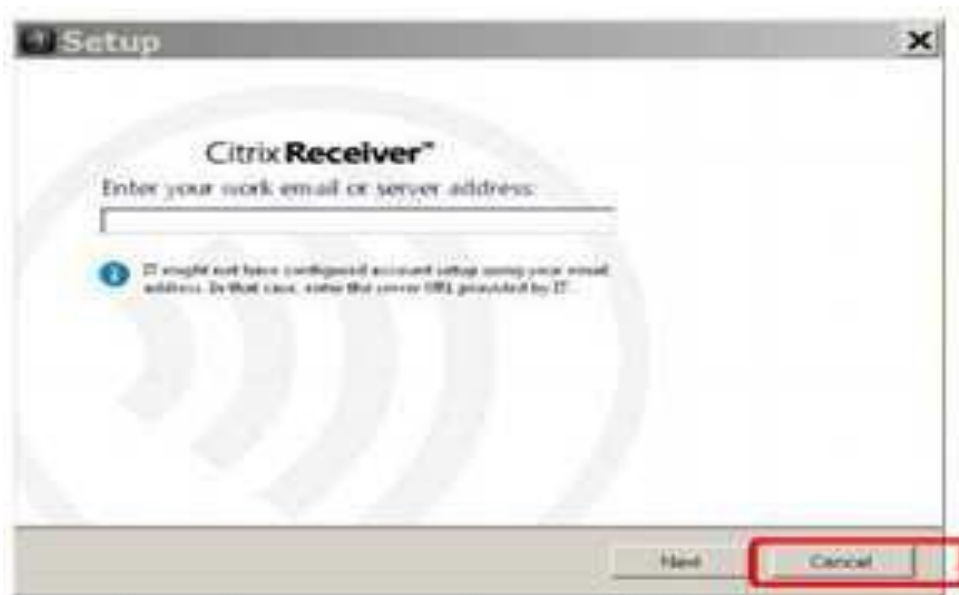 Setup
Citrix Receiver™
Enter your work email or server address:
IT might not have configured account setup using your email
address. In that case, enter the server URL provided by IT.
Next
Cancel